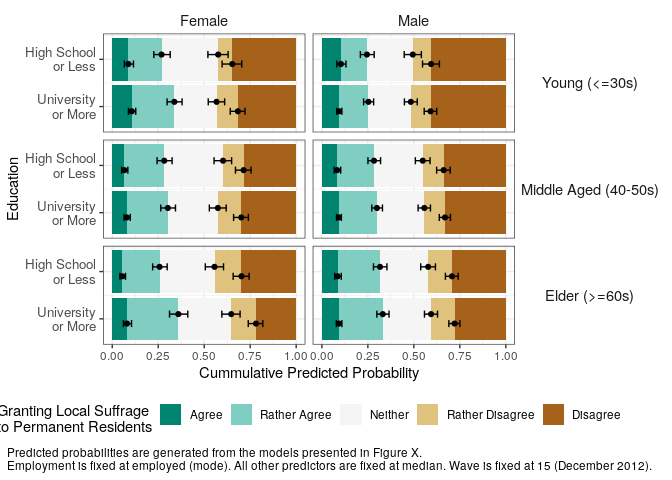 Female
Male
High School
or Less
University
or More
Young (<=30s)
High School
or Less
University
or More
Middle Aged (40-50s)
High School
or Less
University
or More
Elder (>=60s)
Education
0.00 0.25 0.50 0.75 1.00 0.00 0.25 0.50 0.75 1.00
Cummulative Predicted Probability
Granting Local Suffrage
to Permanent Residents
Agree Rather Agree Neither Rather Disagree Disagree
Predicted probabilities are generated from the models presented in Figure X.
Employment is fixed at employed (mode). All other predictors are fixed at median. Wave is fixed at 15 (December 2012).